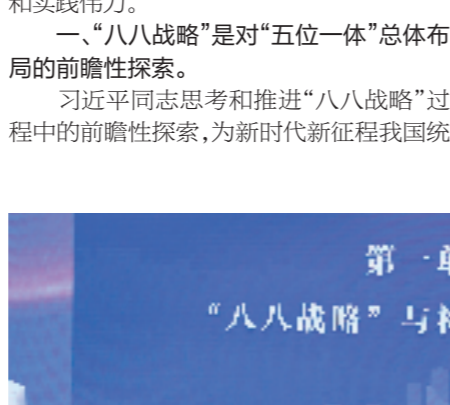 和实践伟力。
一、“八八战略”是对“五位一体”总体布
局的前瞻性探索。
习近平同志思考和推进“八八战略”过
程中的前瞻性探索,为新时代新征程我国统
第一单
“八八战略”与